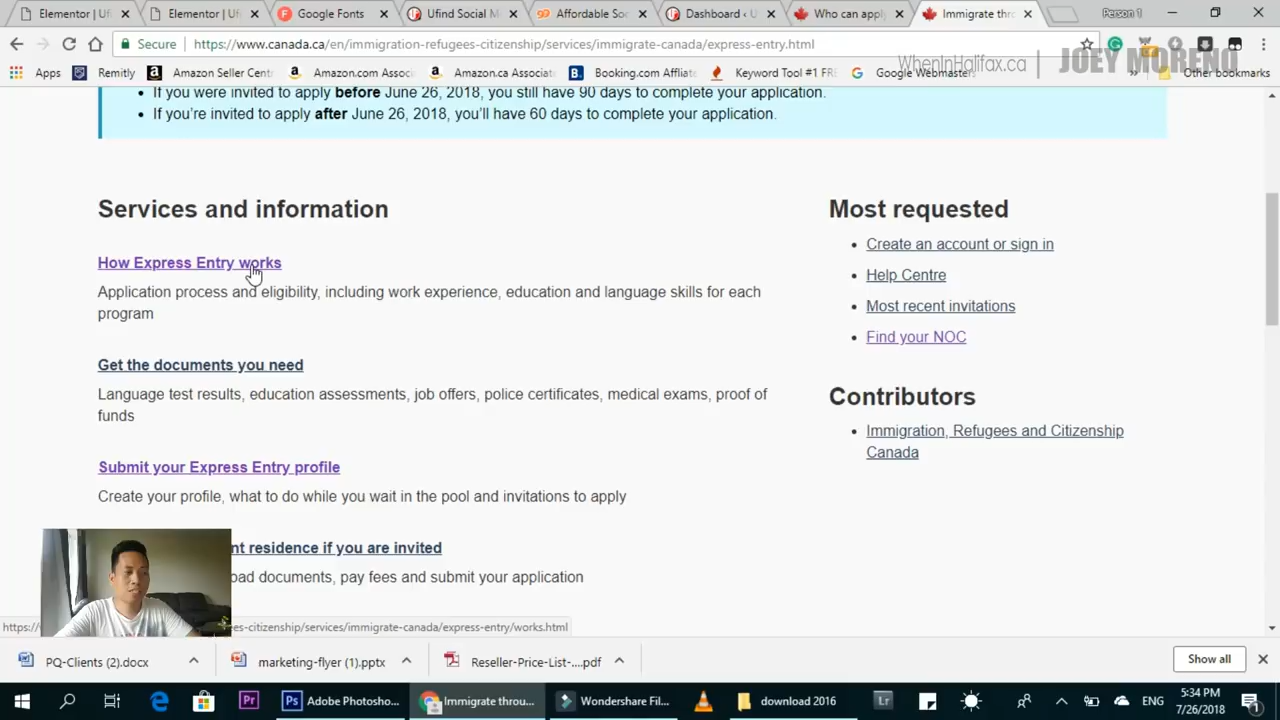 Elementor | Uf
Elementor | Ufin
Google Fonts
Ufind Social M
Affordable Soc
Dashboard ‹ U
Who can apply
Immigrate thro
Person 1
Secure
https://www.canada.ca/en/immigration-refugees-citizenship/services/immigrate-canada/express-entry.html
WhenInHalifax.ca | JOEY MORENO
Apps
Remitly
Amazon Seller Cent
Amazon.com Assoc
Amazon.ca Associat
Booking.com Affliat
Keyword Tool #1 FR
Google Webmaster
»
Other bookmarks
• If you were invited to apply before June 26, 2018, you still have 90 days to complete your application.
• If you're invited to apply after June 26, 2018, you'll have 60 days to complete your application.
Services and information
How Express Entry works
Application process and eligibility, including work experience, education and language skills for each
program
Get the documents you need
Language test results, education assessments, job offers, police certificates, medical exams, proof of
funds
Submit your Express Entry profile
Create your profile, what to do while you wait in the pool and invitations to apply
nt residence if you are invited
oad documents, pay fees and submit your application
Most requested
• Create an account or sign in
• Help Centre
• Most recent invitations
• Find your NOC
Contributors
• Immigration, Refugees and Citizenship
Canada
https://
es-citizenship/services/immigrate-canada/express-entry/works.html
PQ-Clients (2).docx
marketing-flyer (1).pptx
Reseller-Price-List-....pdf
Show all
Adobe Photosho...
Immigrate throu...
Wondershare Fil...
download 2016
ENG
5:34 PM
7/26/2018